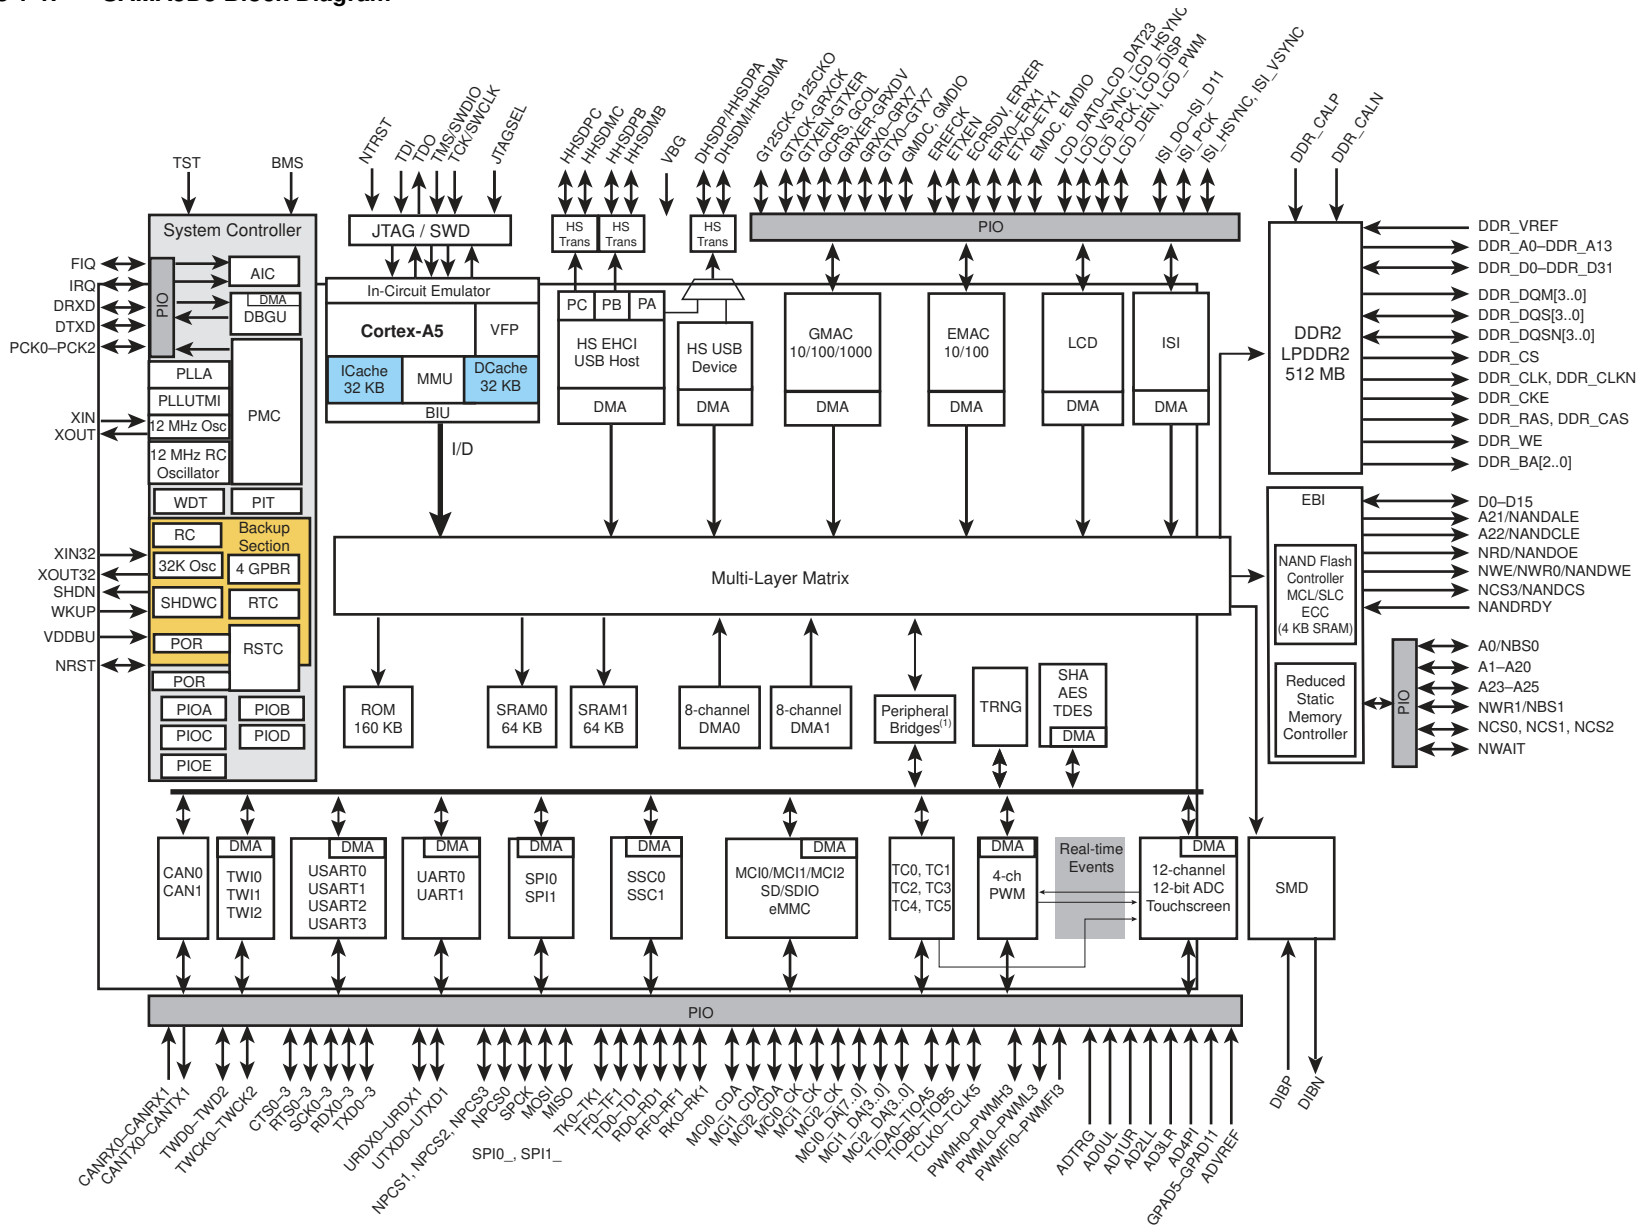 SAMA5D3 Block Diagram
NTRST
TDI
TDO
TMS/SWDIO
TCK/SWCLK
JTAGSEL
HHSDPC
HHSDMC
HHSDPB
HHSDMB
VBG
DHSDP/HHSDPA
DHSDM/HHSDMA
G125CK-G125CKO
GTXCK-GRXCK
GTXEN-GTXER
GCRS, GCOL
GRXER-GRXDV
GRX0-GRX7
GTX0-GTX7
GMDC, GMDIO
EREFCK
ETXEN
ECRSDV, ERXER
ERX0-ERX1
ETX0-ETX1
EMDC, EMDIO
LCD_DAT0-LCD_DAT23
LCD_VSYNC, LCD_HSYNC
LCD_PCK, LCD_DISP
LCD_DEN, LCD_PWM
ISI_DO-ISI_D11
ISI_PCK
ISI_HSYNC, ISI_VSYNC
DDR_CALP
DDR_CALN
TST
BMS
System Controller
JTAG / SWD
HS
Trans
HS
Trans
HS
Trans
PIO
FIQ
IRQ
DRXD
DTXD
PCK0–PCK2
XIN
XOUT
XIN32
XOUT32
SHDN
WKUP
VDDBU
NRST
PIO
AIC
DMA
DBGU
PLLA
PLLUTMI
12 MHz Osc
12 MHz RC
Oscillator
PMC
WDT
PIT
RC
Backup
Section
32K Osc
4 GPBR
SHDWC
RTC
POR
RSTC
POR
PIOA
PIOB
PIOC
PIOD
PIOE
In-Circuit Emulator
Cortex-A5
VFP
ICache
32 KB
MMU
DCache
32 KB
BIU
I/D
PC
PB
PA
HS EHCI
USB Host
DMA
HS USB
Device
DMA
GMAC
10/100/1000
DMA
EMAC
10/100
DMA
LCD
DMA
ISI
DMA
DDR2
LPDDR2
512 MB
DDR_VREF
DDR_A0–DDR_A13
DDR_D0–DDR_D31
DDR_DQM[3..0]
DDR_DQS[3..0]
DDR_DQSN[3..0]
DDR_CS
DDR_CLK, DDR_CLKN
DDR_CKE
DDR_RAS, DDR_CAS
DDR_WE
DDR_BA[2..0]
EBI
NAND Flash
Controller
MCL/SLC
ECC
(4 KB SRAM)
Reduced
Static
Memory
Controller
PIO
D0–D15
A21/NANDALE
A22/NANDCLE
NRD/NANDOE
NWE/NWR0/NANDWE
NCS3/NANDCS
NANDRDY
A0/NBS0
A1–A20
A23–A25
NWR1/NBS1
NCS0, NCS1, NCS2
NWAIT
Multi-Layer Matrix
ROM
160 KB
SRAM0
64 KB
SRAM1
64 KB
8-channel
DMA0
8-channel
DMA1
Peripheral
Bridges(1)
TRNG
SHA
AES
TDES
DMA
CAN0
CAN1
DMA
TWI0
TWI1
TWI2
DMA
USART0
USART1
USART2
USART3
DMA
UART0
UART1
DMA
SPI0
SPI1
DMA
SSC0
SSC1
DMA
MCI0/MCI1/MCI2
SD/SDIO
eMMC
TC0, TC1
TC2, TC3
TC4, TC5
DMA
4-ch
PWM
Real-time
Events
DMA
12-channel
12-bit ADC
Touchscreen
SMD
PIO
CANRX0–CANRX1
CANTX0–CANTX1
TWD0–TWD2
TWCK0–TWCK2
CTS0-3
RTS0-3
SCK0-3
RDX0-3
TXD0-3
URDX0–URDX1
UTXD0–UTXD1
NPCS1, NPCS2, NPCS3
NPCS0
SPCK
MOSI
MISO
SPI0_, SPI1_
TK0–TK1
TF0–TF1
TD0–TD1
RD0–RD1
RF0–RF1
RK0–RK1
MCI0_CDA
MCI1_CDA
MCI2_CDA
MCI0_CK
MCI1_CK
MCI2_CK
MCI0_DA[7..0]
MCI1_DA[3..0]
MCI2_DA[3..0]
TIOA0–TIOA5
TIOB0–TIOB5
TCLK0–TCLK5
PWMH0–PWMH3
PWML0–PWML3
PWMFI0–PWMFI3
ADTRG
AD0UL
AD1UR
AD2LL
AD3LR
AD4PI
GPAD5–GPAD11
ADVREF
DIBP
DIBN